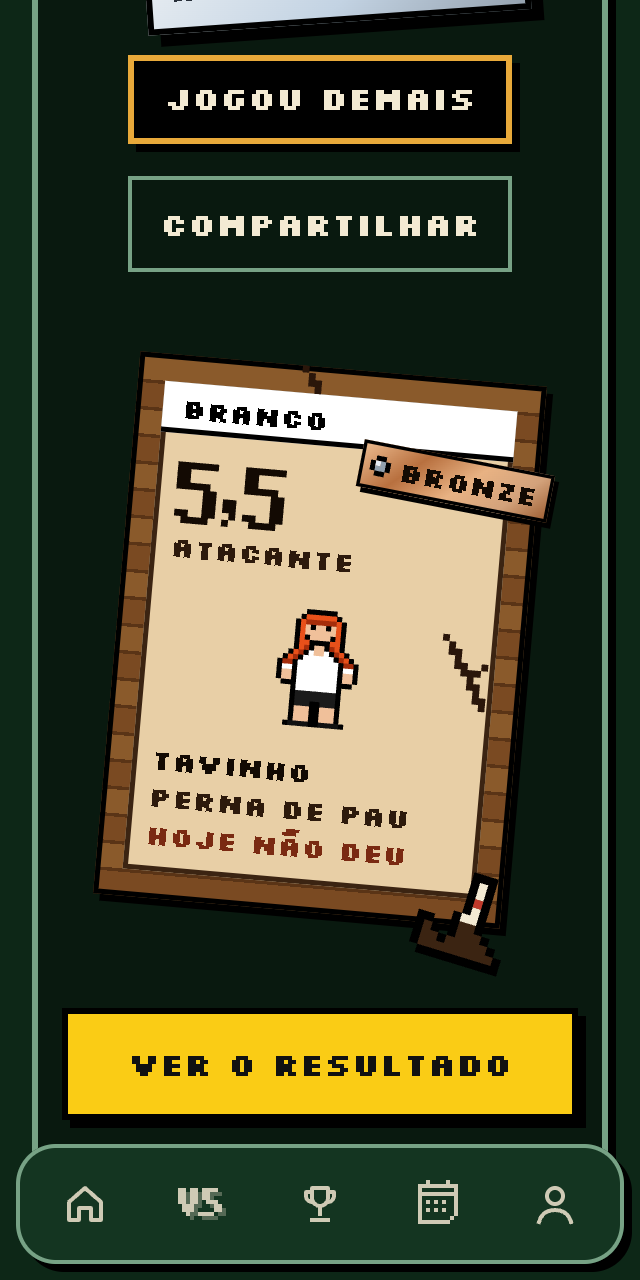 JOGOU DEMAIS
COMPARTILHAR
BRANCO
BRONZE
5,5
ATACANTE
TAVINHO
PERNA DE PAU
HOJE NÃO DEU
VER O RESULTADO
VS